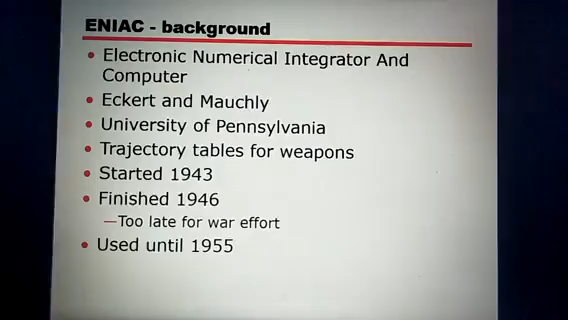 ENIAC - background
• Electronic Numerical Integrator And
Computer
• Eckert and Mauchly
• University of Pennsylvania
• Trajectory tables for weapons
• Started 1943
• Finished 1946
—Too late for war effort
• Used until 1955